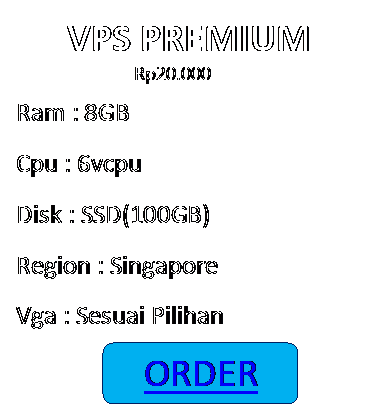 VPS PREMIUM
Rp20.000
Ram : 8GB
Cpu : 6vcpu
Disk : SSD(100GB)
Region : Singapore
Vga : Sesuai Pilihan
ORDER